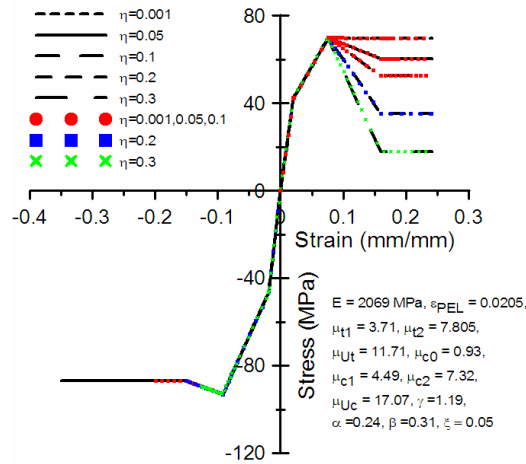 η=0.001
η=0.05
η=0.1
η=0.2
η=0.3
η=0.001,0.05,0.1
η=0.2
η=0.3
80
40
0
-0.4 -0.3 -0.2 -0.1 0 0.1 0.2 0.3
Strain (mm/mm)
-40
-80
-120
Stress (MPa)
E = 2069 MPa, εPEL = 0.0205,
μt1 = 3.71, μt2 = 7.805,
μUt = 11.71, μc0 = 0.93,
μc1 = 4.49, μc2 = 7.32,
μUc = 17.07, γ=1.19,
α=0.24, β=0.31, ξ = 0.05